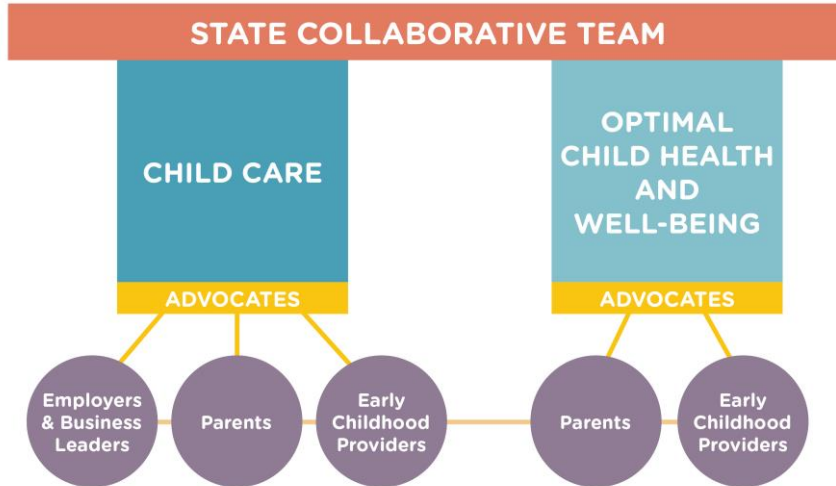 STATE COLLABORATIVE TEAM
CHILD CARE
OPTIMAL
CHILD HEALTH
AND
WELL-BEING
ADVOCATES
ADVOCATES
Employers
& Business
Leaders
Parents
Early
Childhood
Providers
Parents
Early
Childhood
Providers